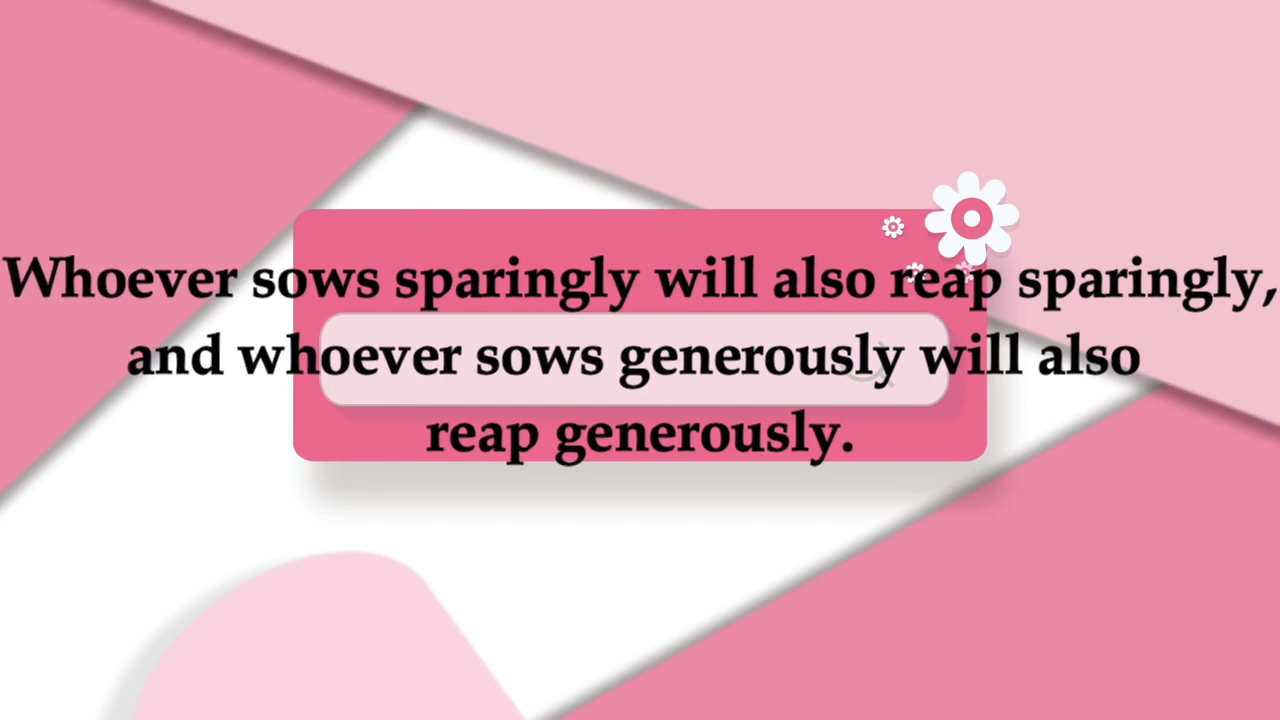 Whoever sows sparingly will also reap sparingly,
and whoever sows generously will also
reap generously.